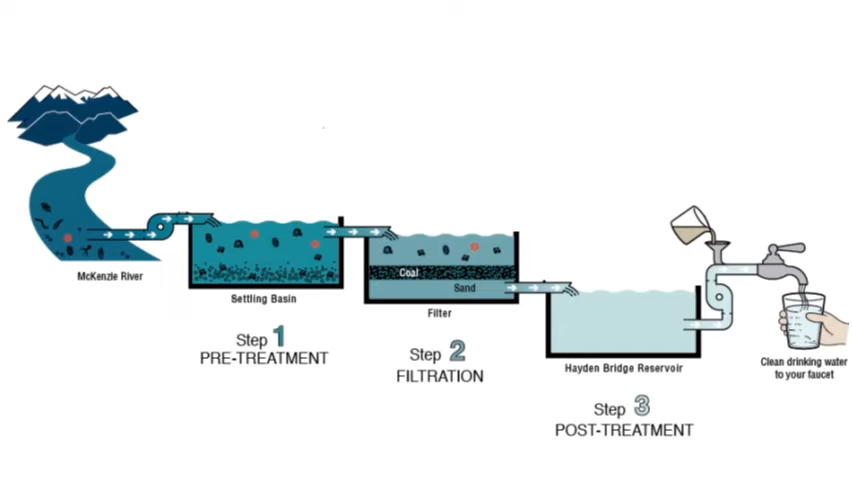 McKenzie River
Settling Basin
Step 1
PRE-TREATMENT
Coal
Sand
Filter
Step 2
FILTRATION
Hayden Bridge Reservoir
Step 3
POST-TREATMENT
Clean drinking water
to your faucet